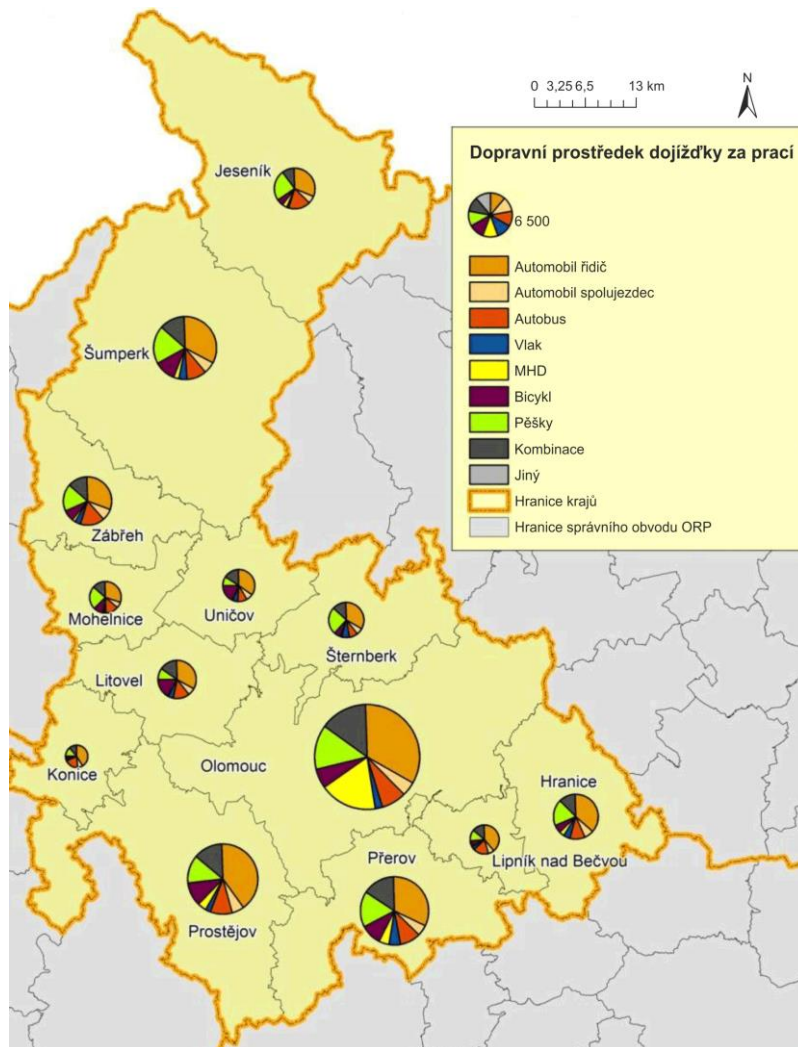 0 3,25 6,5 13 km
N
Dopravní prostředek dojížďky za prací
6 500
Automobil řidič
Automobil spolujezdec
Autobus
Vlak
MHD
Bicykl
Pěšky
Kombinace
Jiný
Hranice krajů
Hranice správního obvodu ORP
Jeseník
Šumperk
Zábřeh
Mohelnice
Uničov
Šternberk
Litovel
Konice
Olomouc
Hranice
Lipník nad Bečvou
Přerov
Prostějov